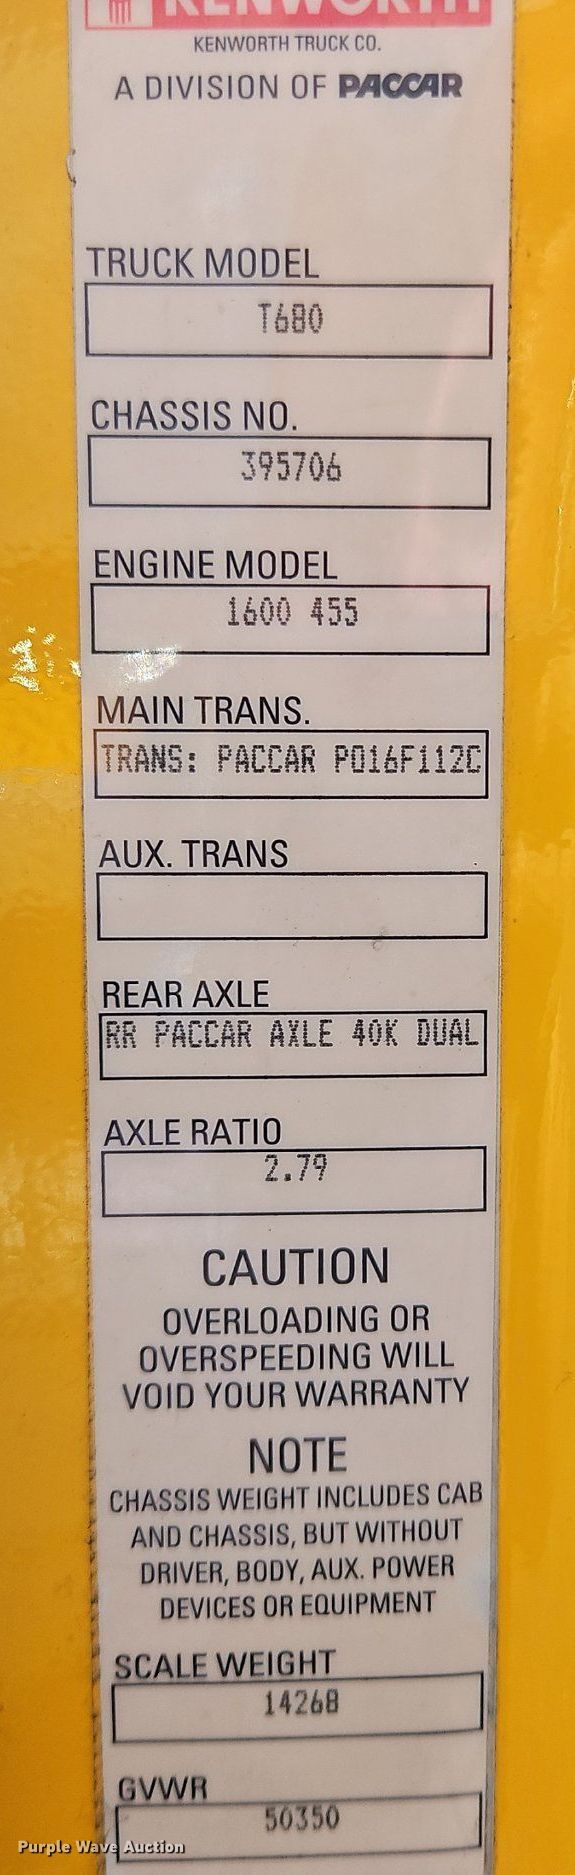 KENWORTH
KENWORTH TRUCK CO.
A DIVISION OF PACCAR
TRUCK MODEL
T680
CHASSIS NO.
395706
ENGINE MODEL
1600 455
MAIN TRANS.
TRANS: PACCAR PO16F112C
AUX. TRANS
REAR AXLE
RR PACCAR AXLE 40K DUAL
AXLE RATIO
2.79
CAUTION
OVERLOADING OR
OVERSPEEDING WILL
VOID YOUR WARRANTY
NOTE
CHASSIS WEIGHT INCLUDES CAB
AND CHASSIS, BUT WITHOUT
DRIVER, BODY, AUX. POWER
DEVICES OR EQUIPMENT
SCALE WEIGHT
14268
GVWR
50350
Purple Wave Auction